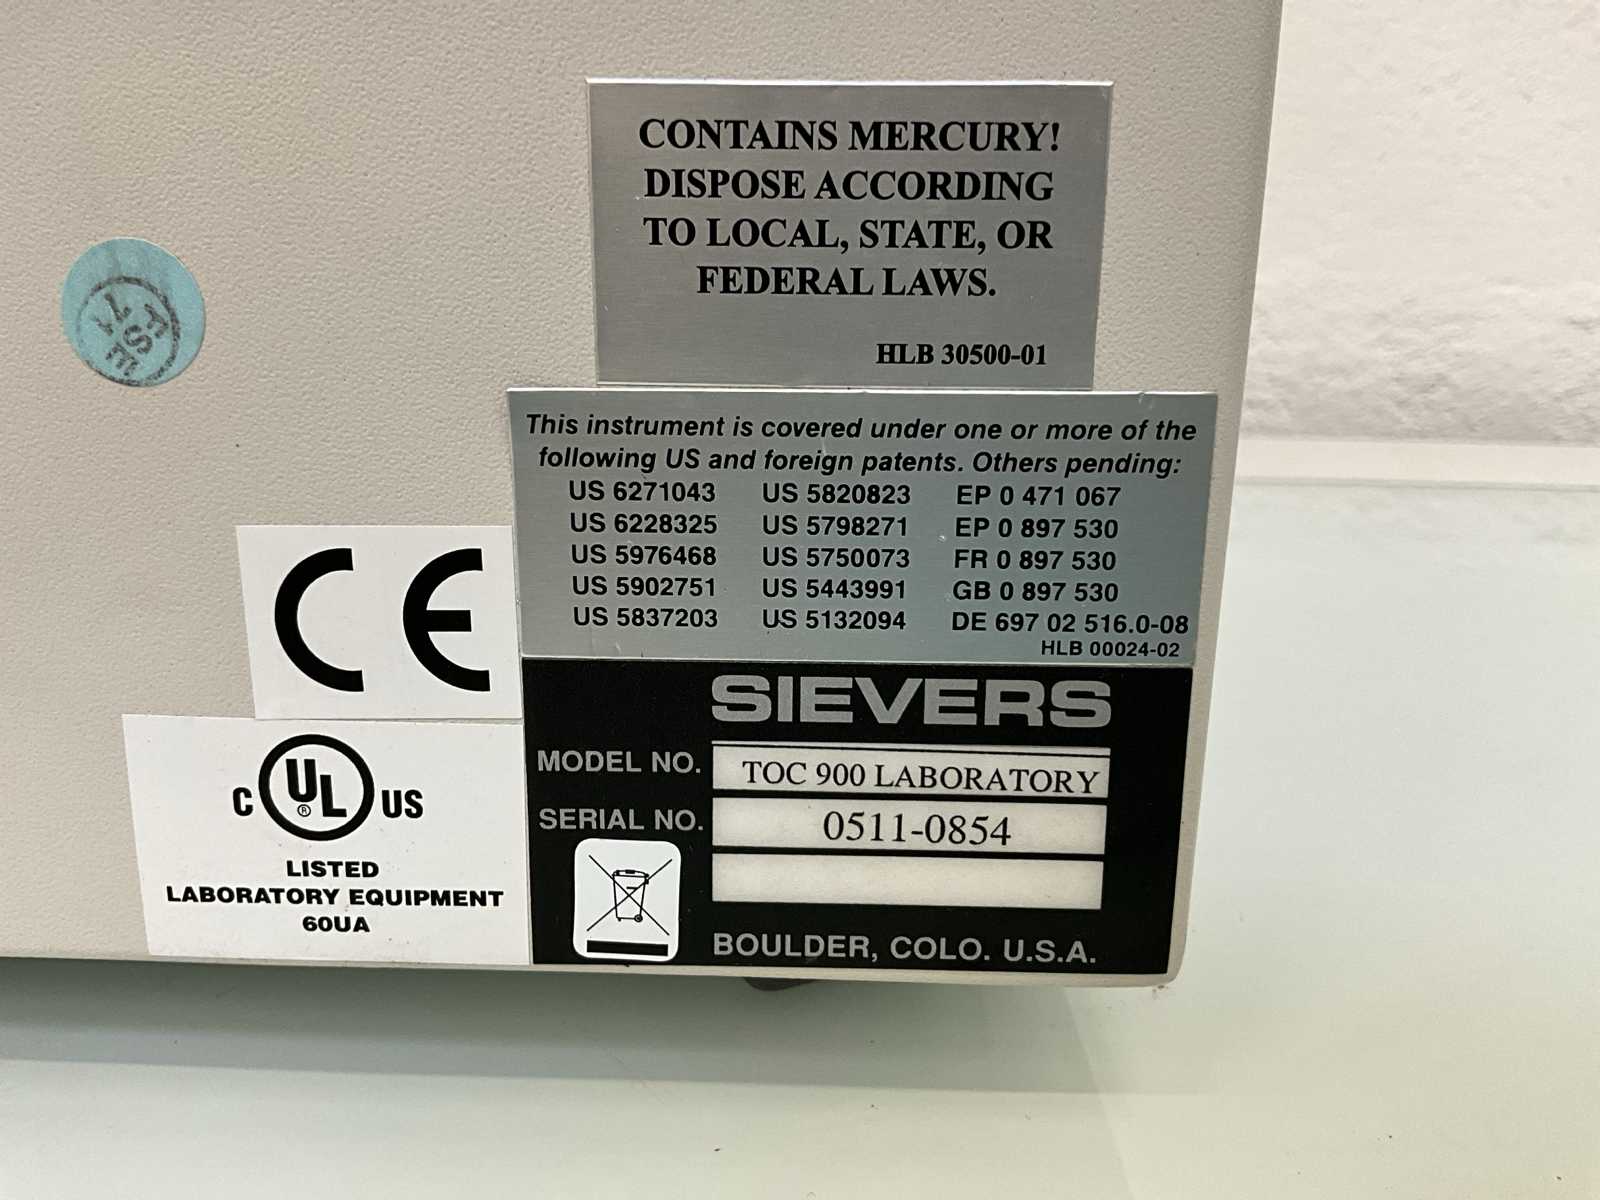 CONTAINS MERCURY!
DISPOSE ACCORDING
TO LOCAL, STATE, OR
FEDERAL LAWS.
HLB 30500-01
FSE
71
This instrument is covered under one or more of the
following US and foreign patents. Others pending:
US 6271043 US 5820823 EP 0 471 067
US 6228325 US 5798271 EP 0 897 530
US 5976468 US 5750073 FR 0 897 530
US 5902751 US 5443991 GB 0 897 530
US 5837203 US 5132094 DE 697 02 516.0-08
HLB 00024-02
CE
C UL® US
LISTED
LABORATORY EQUIPMENT
60UA
SIEVERS
MODEL NO. TOC 900 LABORATORY
SERIAL NO. 0511-0854
BOULDER, COLO. U.S.A.